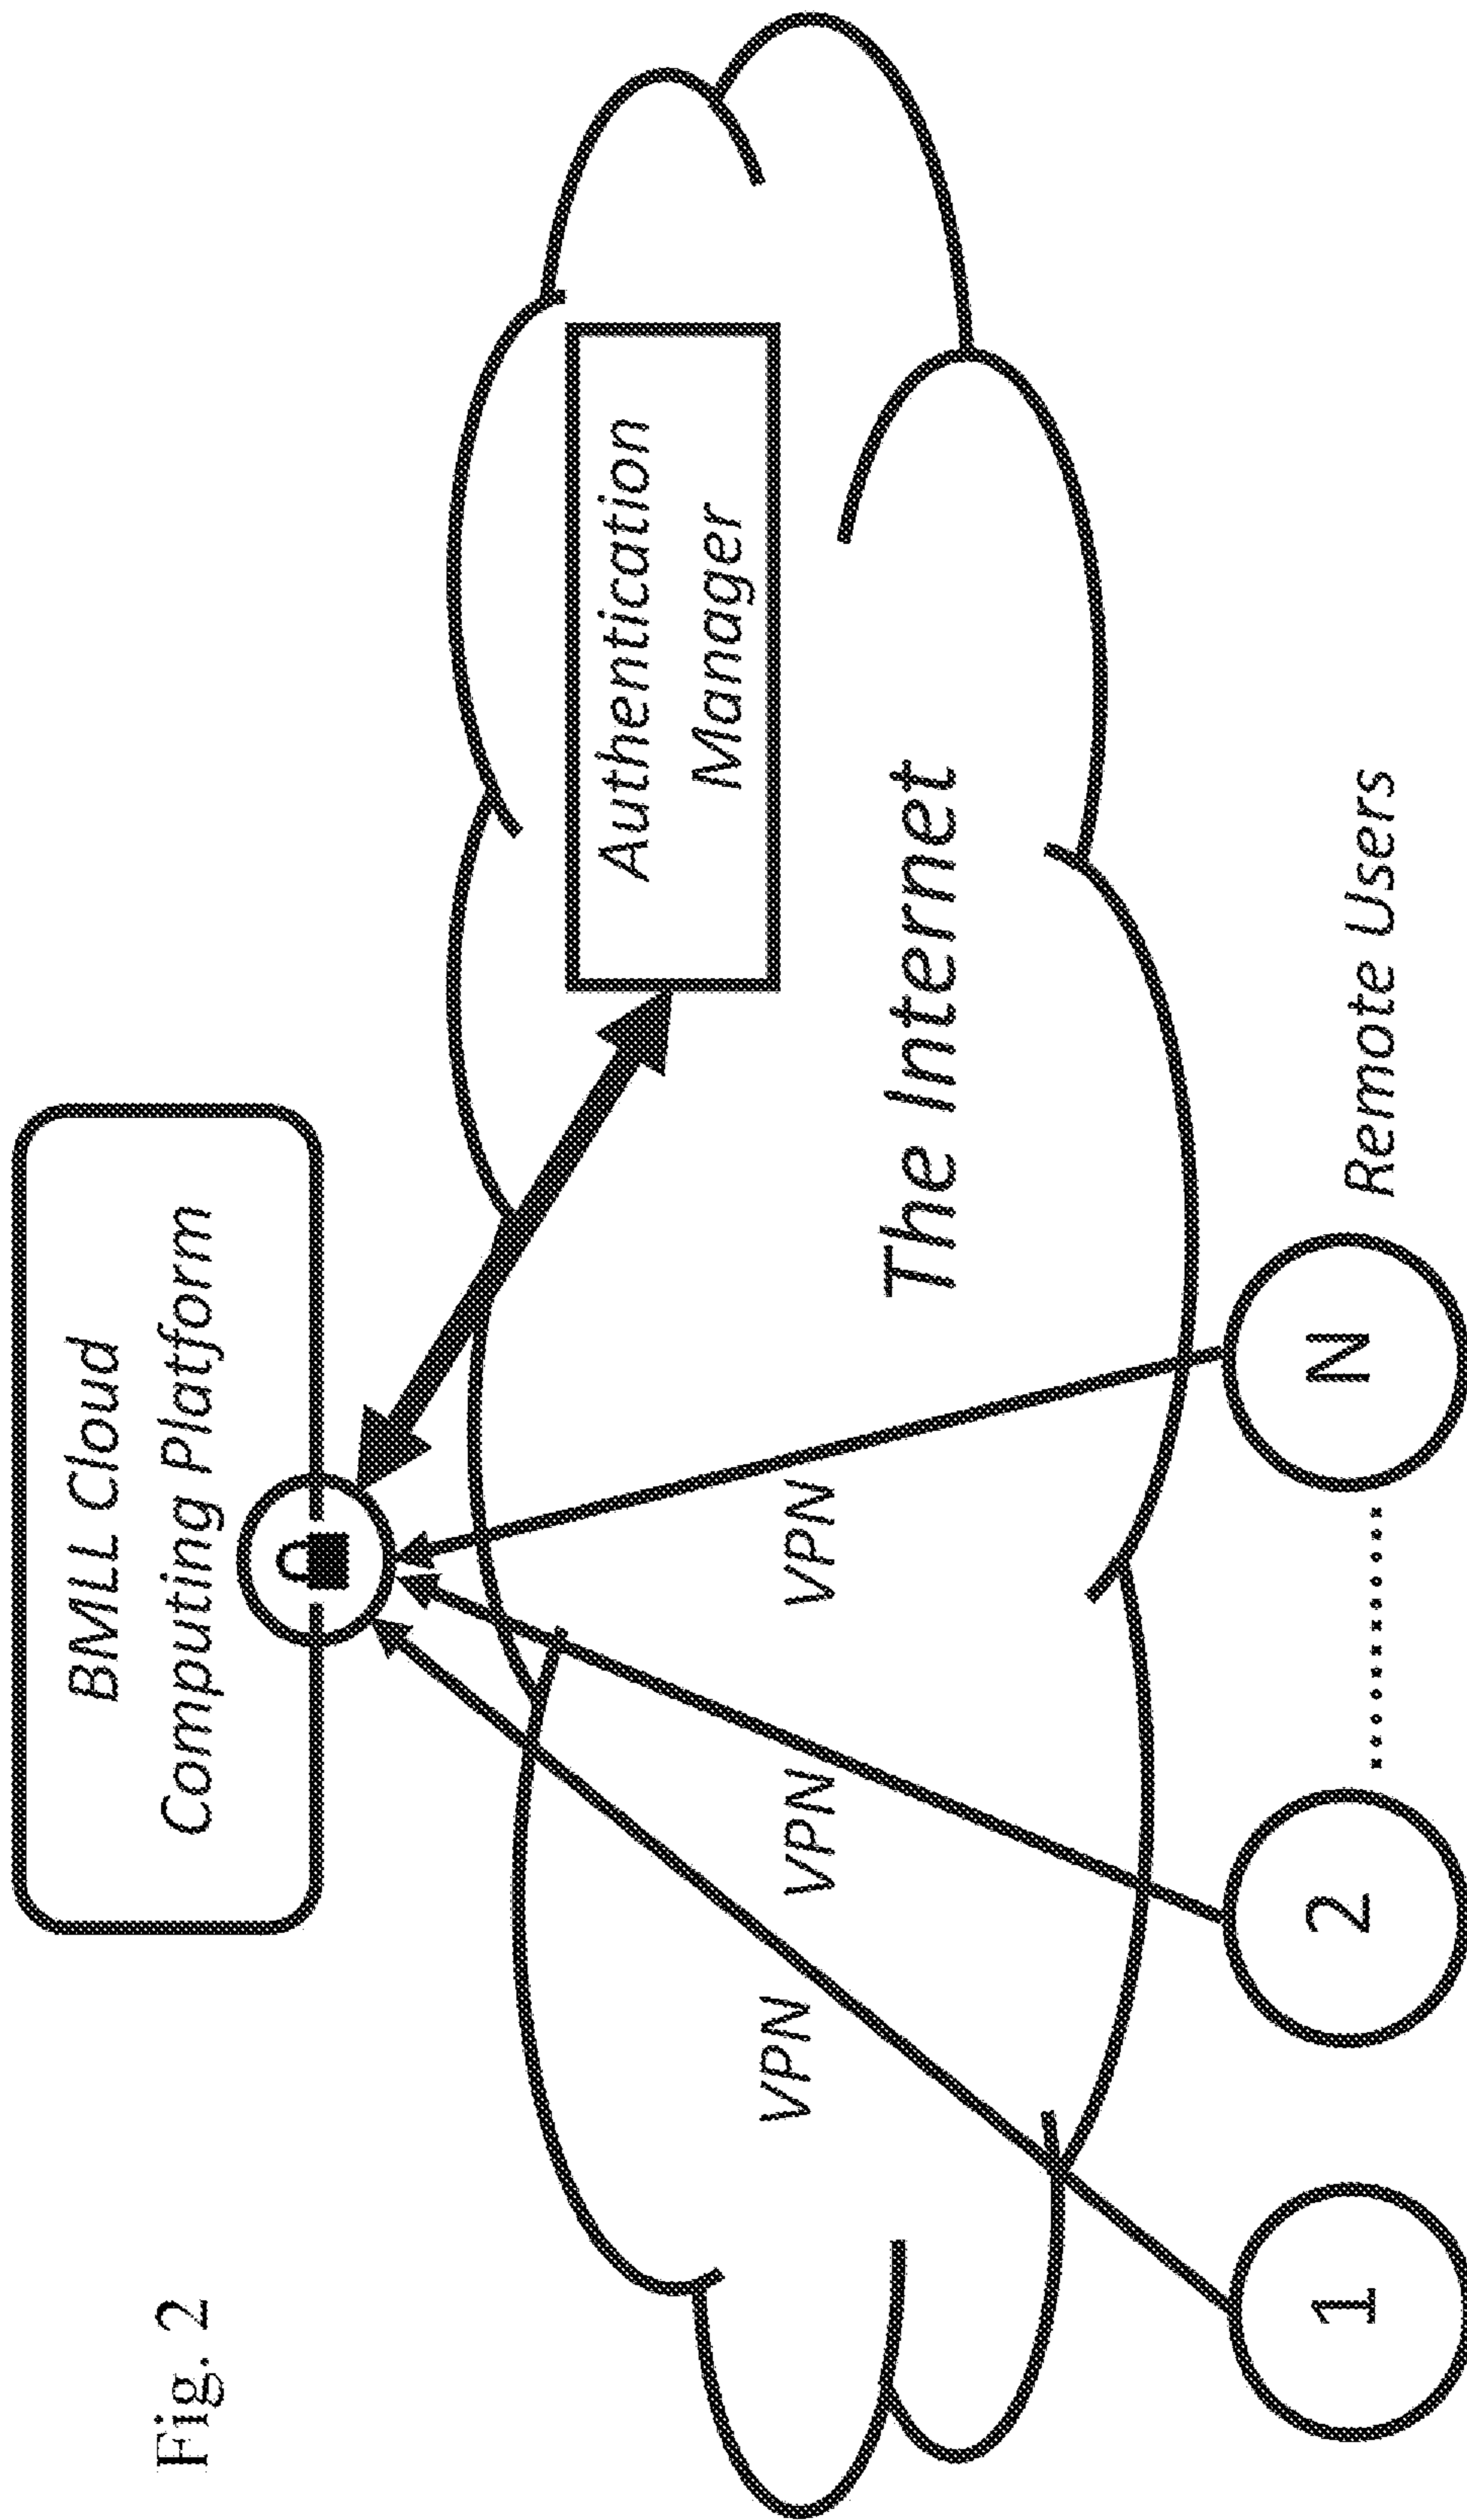 Fig. 2
BMLL Cloud
Computing Platform
Authentication
Manager
VPN
VPN
VPN
The Internet
1
2
N
Remote Users